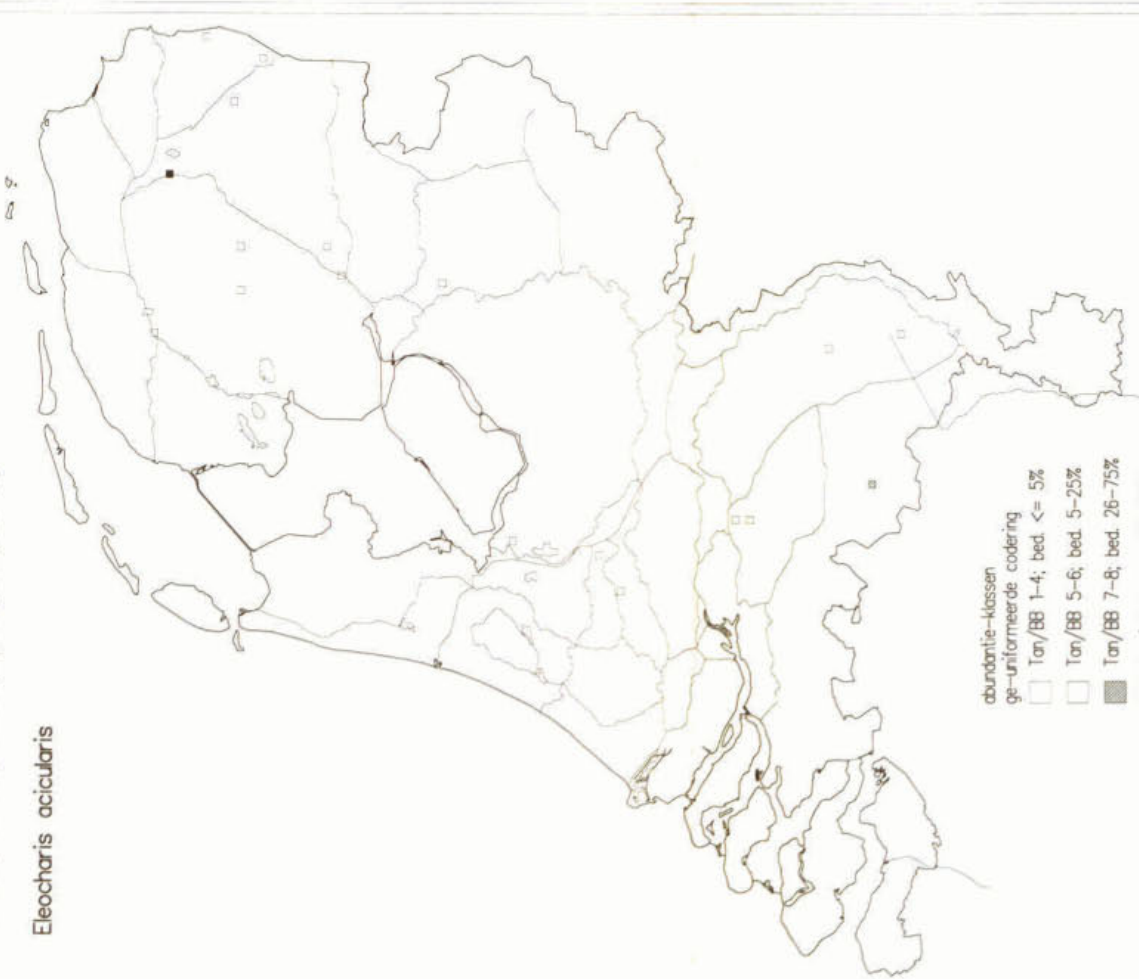 Eleocharis acicularis
abundantie-klassen
ge-uniformeerde codering
Tan/BB 1-4; bed. <= 5%
Tan/BB 5-6; bed. 5-25%
Tan/BB 7-8; bed. 26-75%